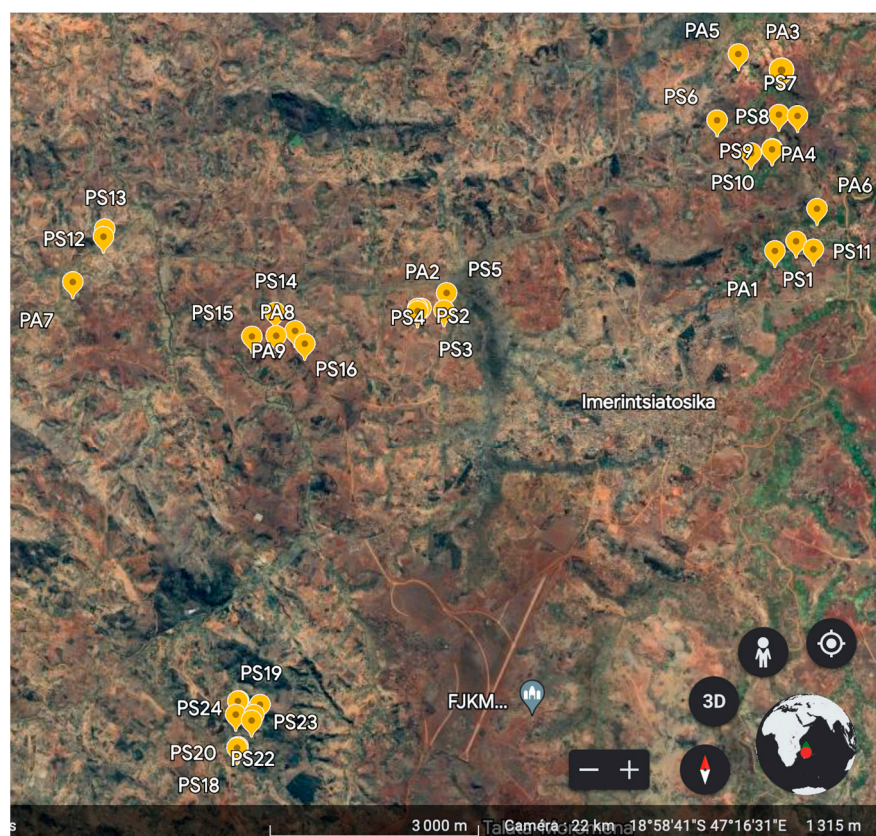 PA5
PA3
PS7
PS6
PS8
PS9
PA4
PS10
PA6
PS13
PS12
PS11
PA7
PS14
PA2
PS5
PA1
PS1
PS15
PA8
PS4
PS2
PA9
PS16
PS3
Imerintsiatosika
PS19
3D
PS24
PS23
FJKM...
PS20
PS22
PS18
s
3 000 m
Caméra : 22 km 18°58'41"S 47°16'31"E 1 315 m